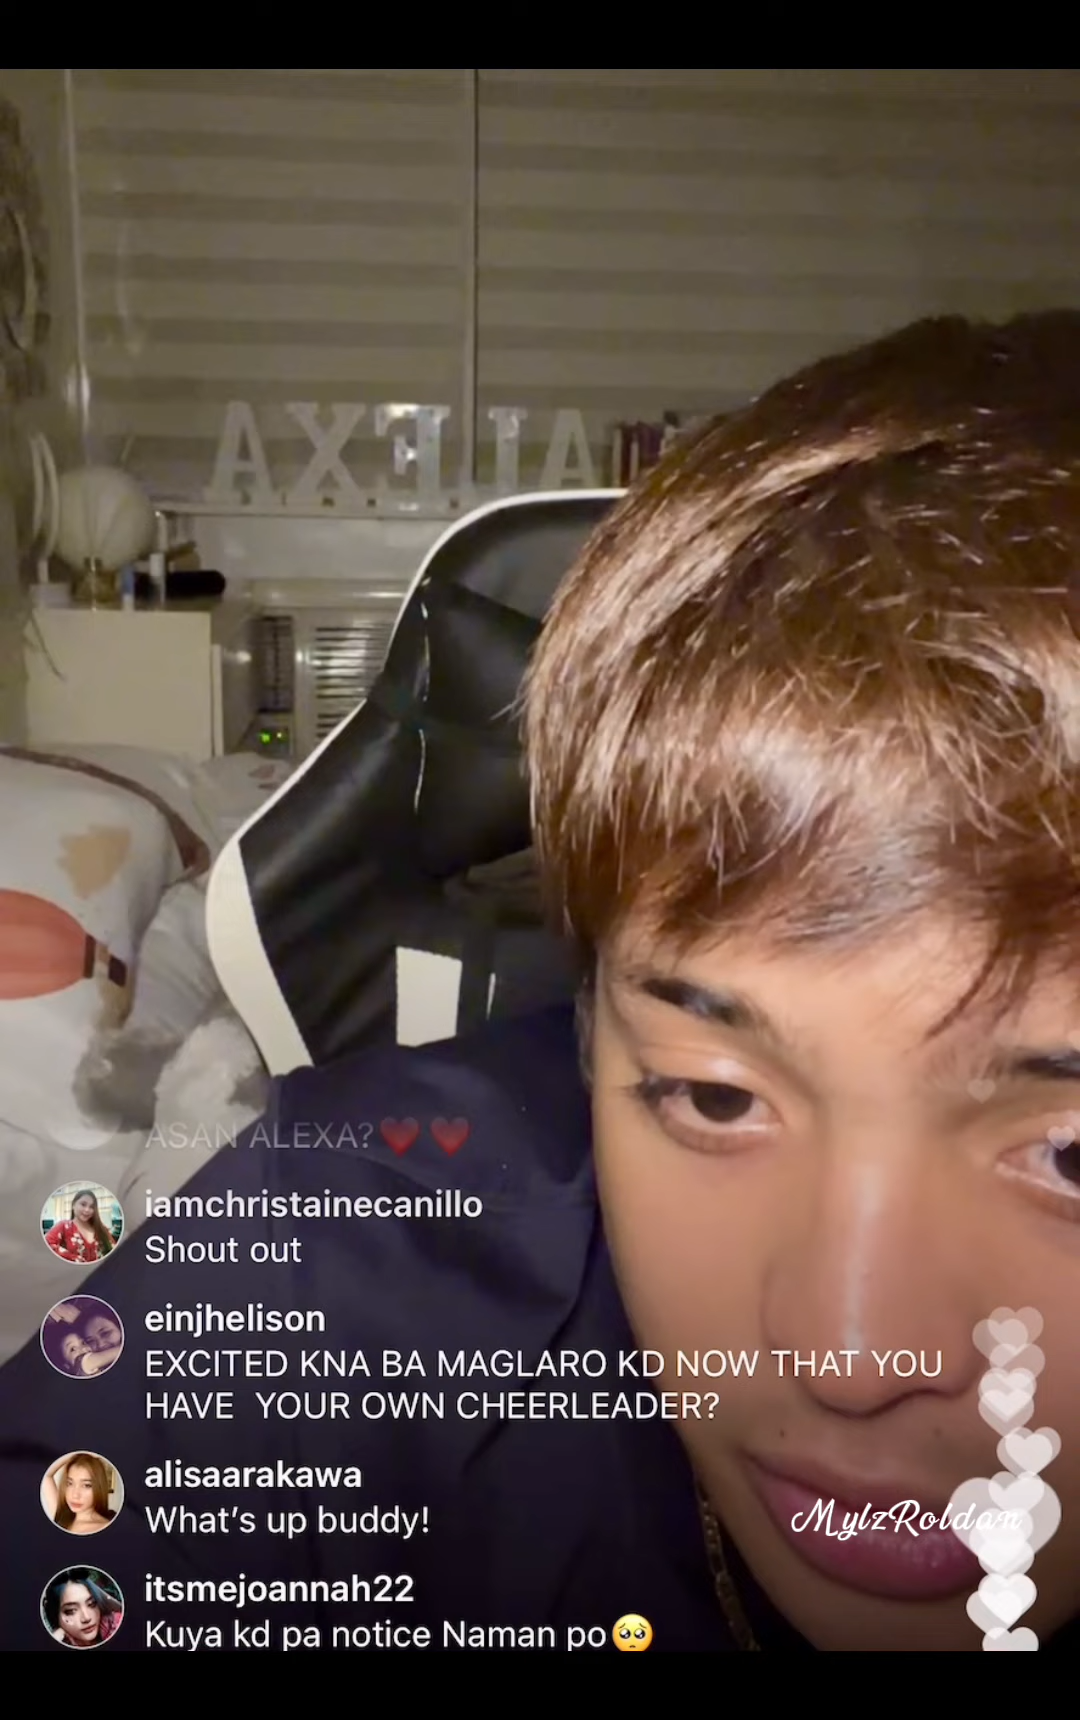 ALEXA
ASAN ALEXA?❤️❤️
iamchristainecanillo
Shout out
einjhelison
EXCITED KNA BA MAGLARO KD NOW THAT YOU
HAVE YOUR OWN CHEERLEADER?
alisaarakawa
What's up buddy!
MylzRoldan
itsmejoannah22
Kuya kd pa notice Naman po🥺